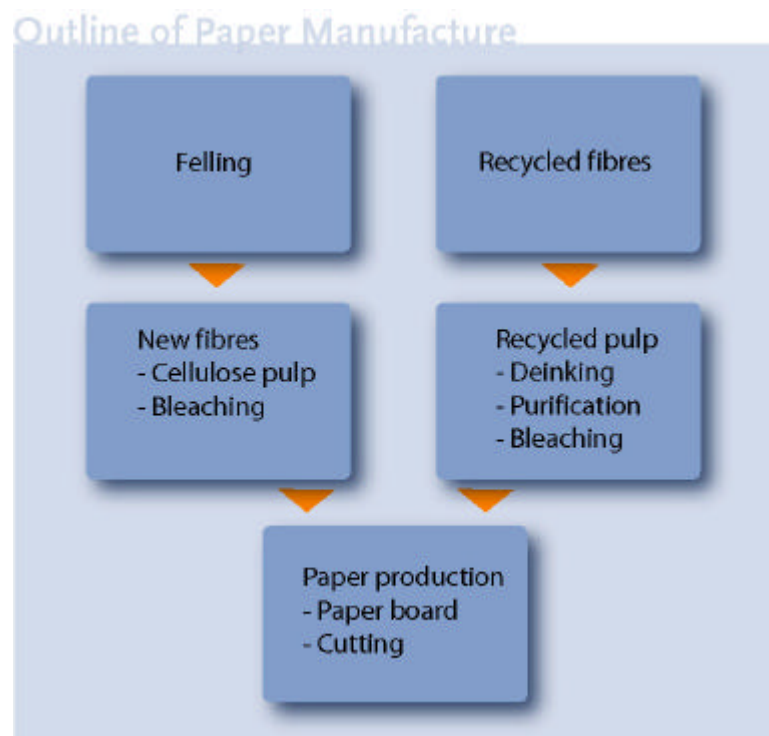 Outline of Paper Manufacture
Felling
Recycled fibres
New fibres
- Cellulose pulp
- Bleaching
Recycled pulp
- Deinking
- Purification
- Bleaching
Paper production
- Paper board
- Cutting